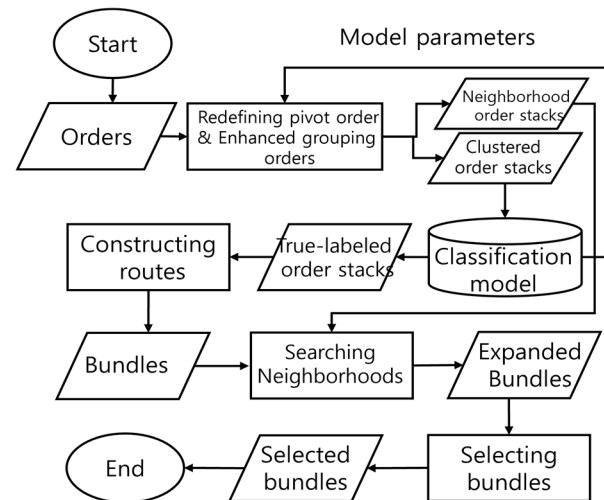 Start
Model parameters
Orders
Redefining pivot order
& Enhanced grouping
orders
Neighborhood
order stacks
Clustered
order stacks
Constructing
routes
True-labeled
order stacks
Classification
model
Bundles
Searching
Neighborhoods
Expanded
Bundles
End
Selected
bundles
Selecting
bundles